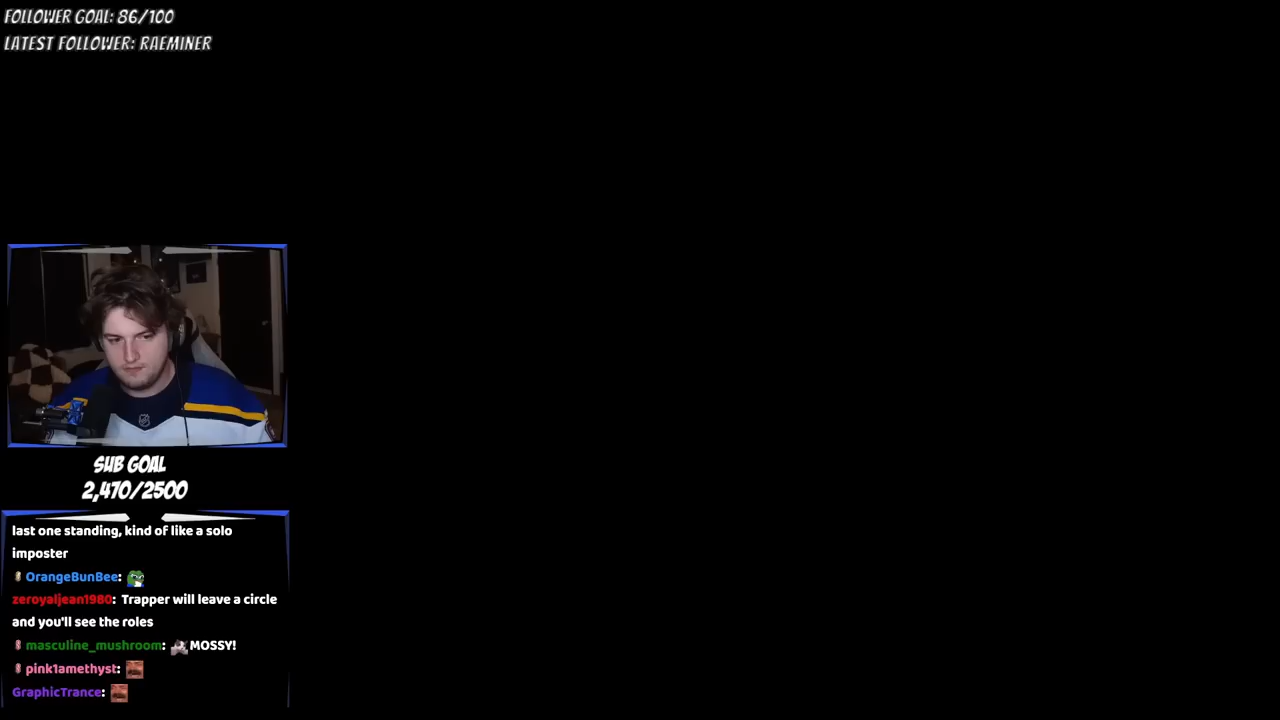 FOLLOWER GOAL: 86/100
LATEST FOLLOWER: RAEMINER
SUB GOAL
2,470/2500
last one standing, kind of like a solo
imposter
OrangeBunBee:
zeroyaljean1980: Trapper will leave a circle
and you'll see the roles
masculine_mushroom: MOSSY!
pink1amethyst:
GraphicTrance: